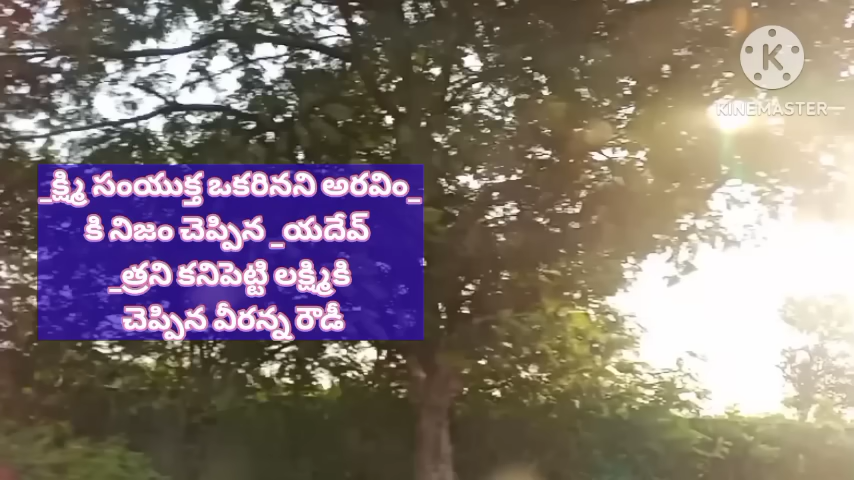 _క్ష్మి సంయుక్త ఒకరినని అరవిం_
కి నిజం చెప్పిన _యదేవ్
_త్రని కనిపెట్టి లక్ష్మికి
చెప్పిన వీరన్న రౌడీ
KINEMASTER